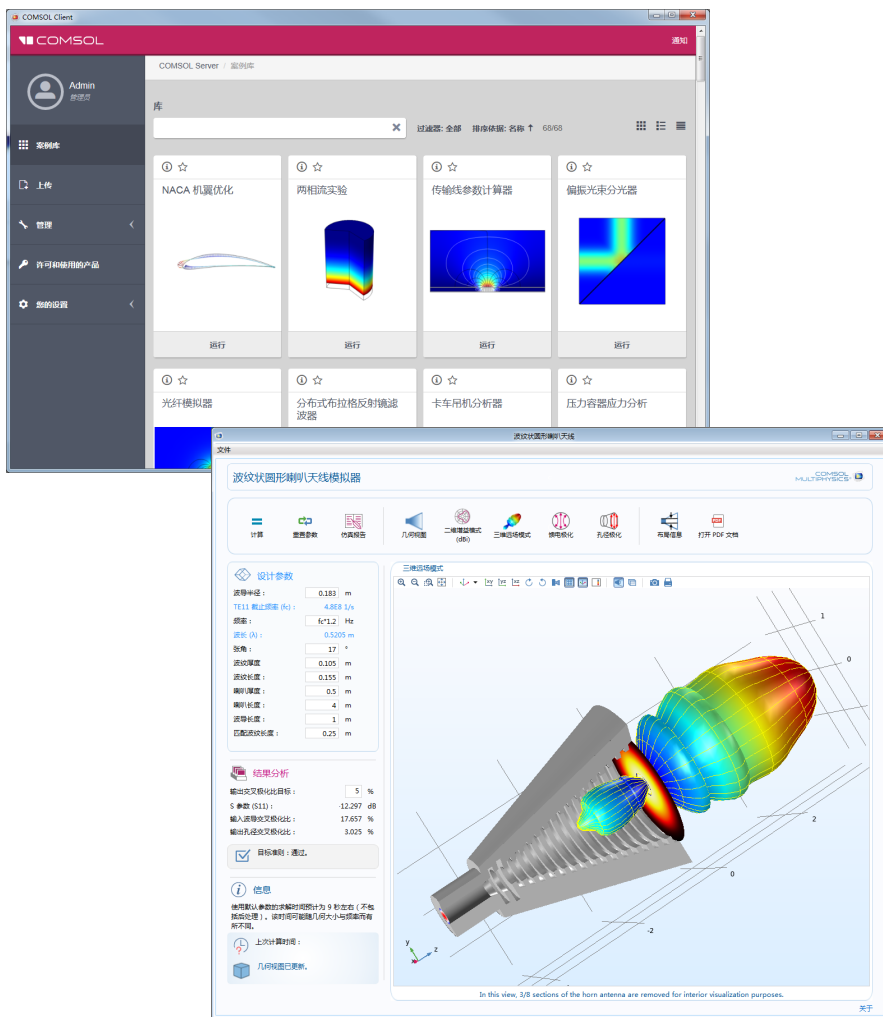 COMSOL Client
COMSOL
通知
Admin
管理员
COMSOL Server / 案例库
案例库
上传
管理
许可和使用的产品
您的设置
库
过滤器: 全部 排序依据: 名称 68/68
NACA 机翼优化
两相流实验
传输线参数计算器
偏振光束分光器
运行
运行
运行
运行
光纤模拟器
分布式布拉格反射镜滤
波器
卡车吊机分析器
压力容器应力分析
波纹状圆形喇叭天线
文件
波纹状圆形喇叭天线模拟器
COMSOL
MULTIPHYSICS
计算
重置参数
仿真报告
几何视图
二维增益模式
(dBi)
三维远场模式
馈电极化
孔径极化
布局信息
打开 PDF 文档
设计参数
波导半径： 0.183 m
TE11 截止频率 (fc)： 4.8E8 1/s
频率： fc*1.2 Hz
波长 (λ)： 0.5205 m
张角： 17 °
波纹厚度 0.105 m
波纹长度： 0.155 m
喇叭厚度： 0.5 m
喇叭长度： 4 m
波导长度： 1 m
匹配波纹长度： 0.25 m
结果分析
输出交叉极化比目标： 5 %
S 参数 (S11)： -12.297 dB
输入波导交叉极化比： 17.657 %
输出孔径交叉极化比： 3.025 %
目标准则：通过。
信息
使用默认参数的求解时间预计为 9 秒左右（不包
括后处理）。该时间可能随几何大小与频率而有
所不同。
上次计算时间：
几何视图已更新。
三维远场模式
xy yz xz
1
0
2
0
-2
y
z
x
In this view, 3/8 sections of the horn antenna are removed for interior visualization purposes.
关于